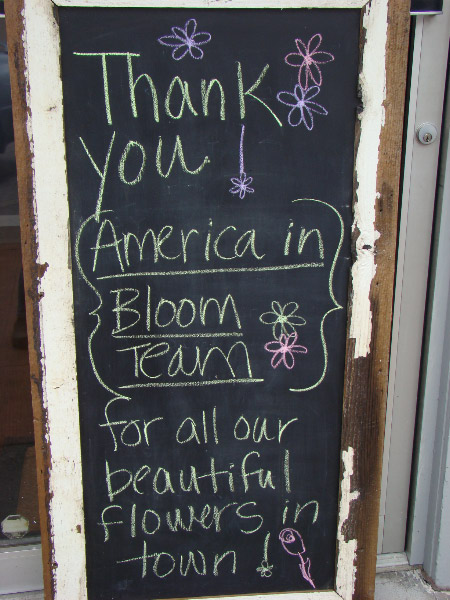 Thank
you!
America in
Bloom
Team
for all our
beautiful
flowers in
town!